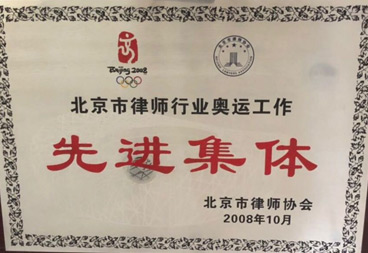 Beijing 2008
北京市律师行业奥运工作
先进集体
北京市律师协会
2008年10月